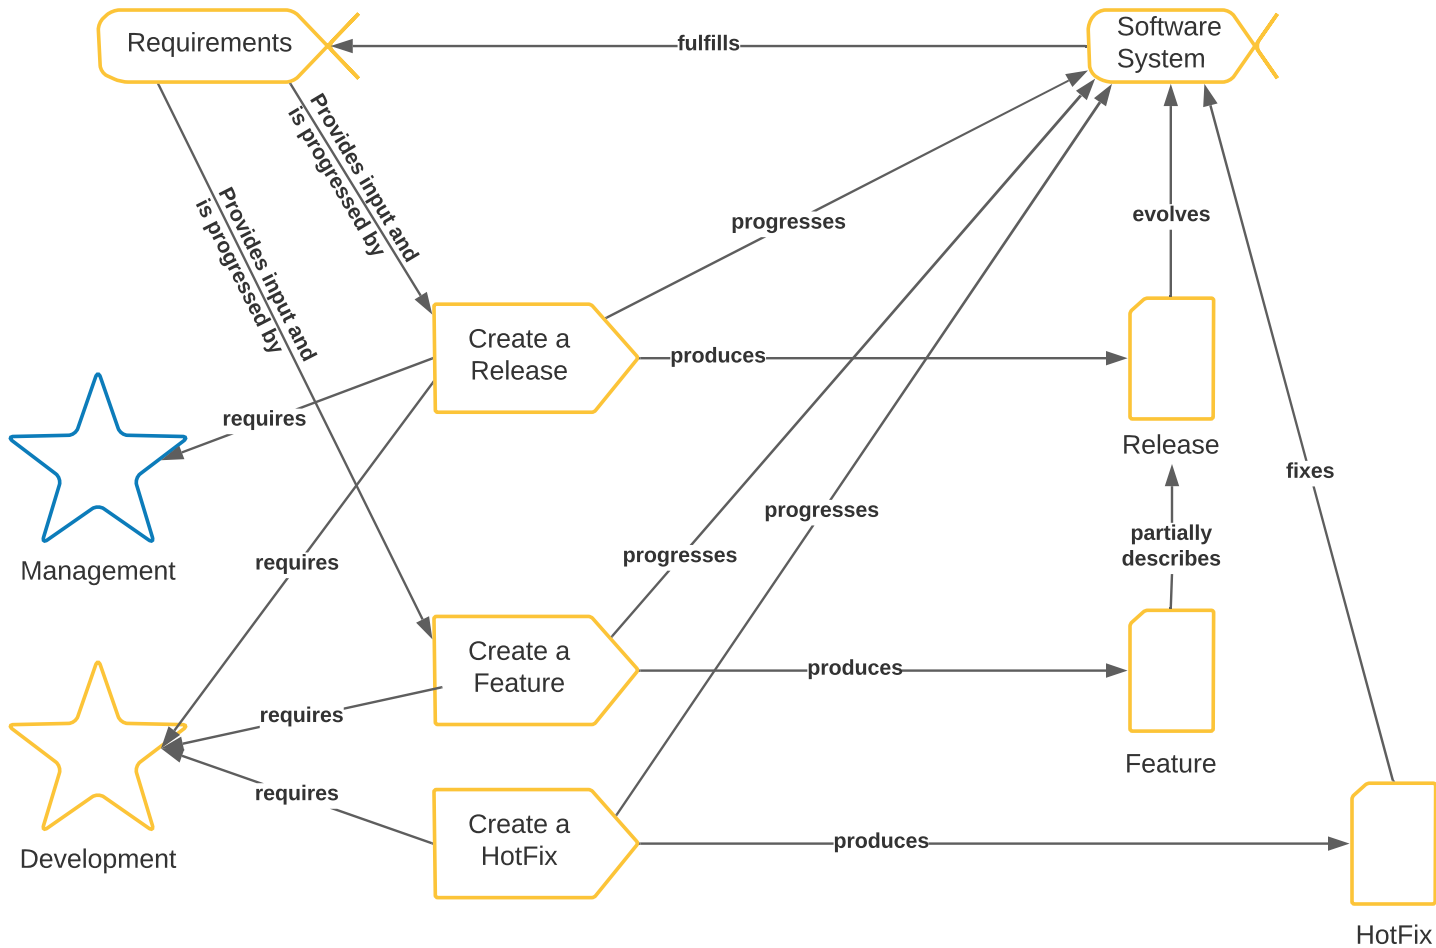 Requirements
fulfills
Software
System
Provides input and
is progressed by
Provides input and
is progressed by
progresses
evolves
Create a
Release
produces
requires
Release
fixes
Management
requires
progresses
progresses
partially
describes
Create a
Feature
produces
requires
Feature
Development
requires
Create a
HotFix
produces
HotFix